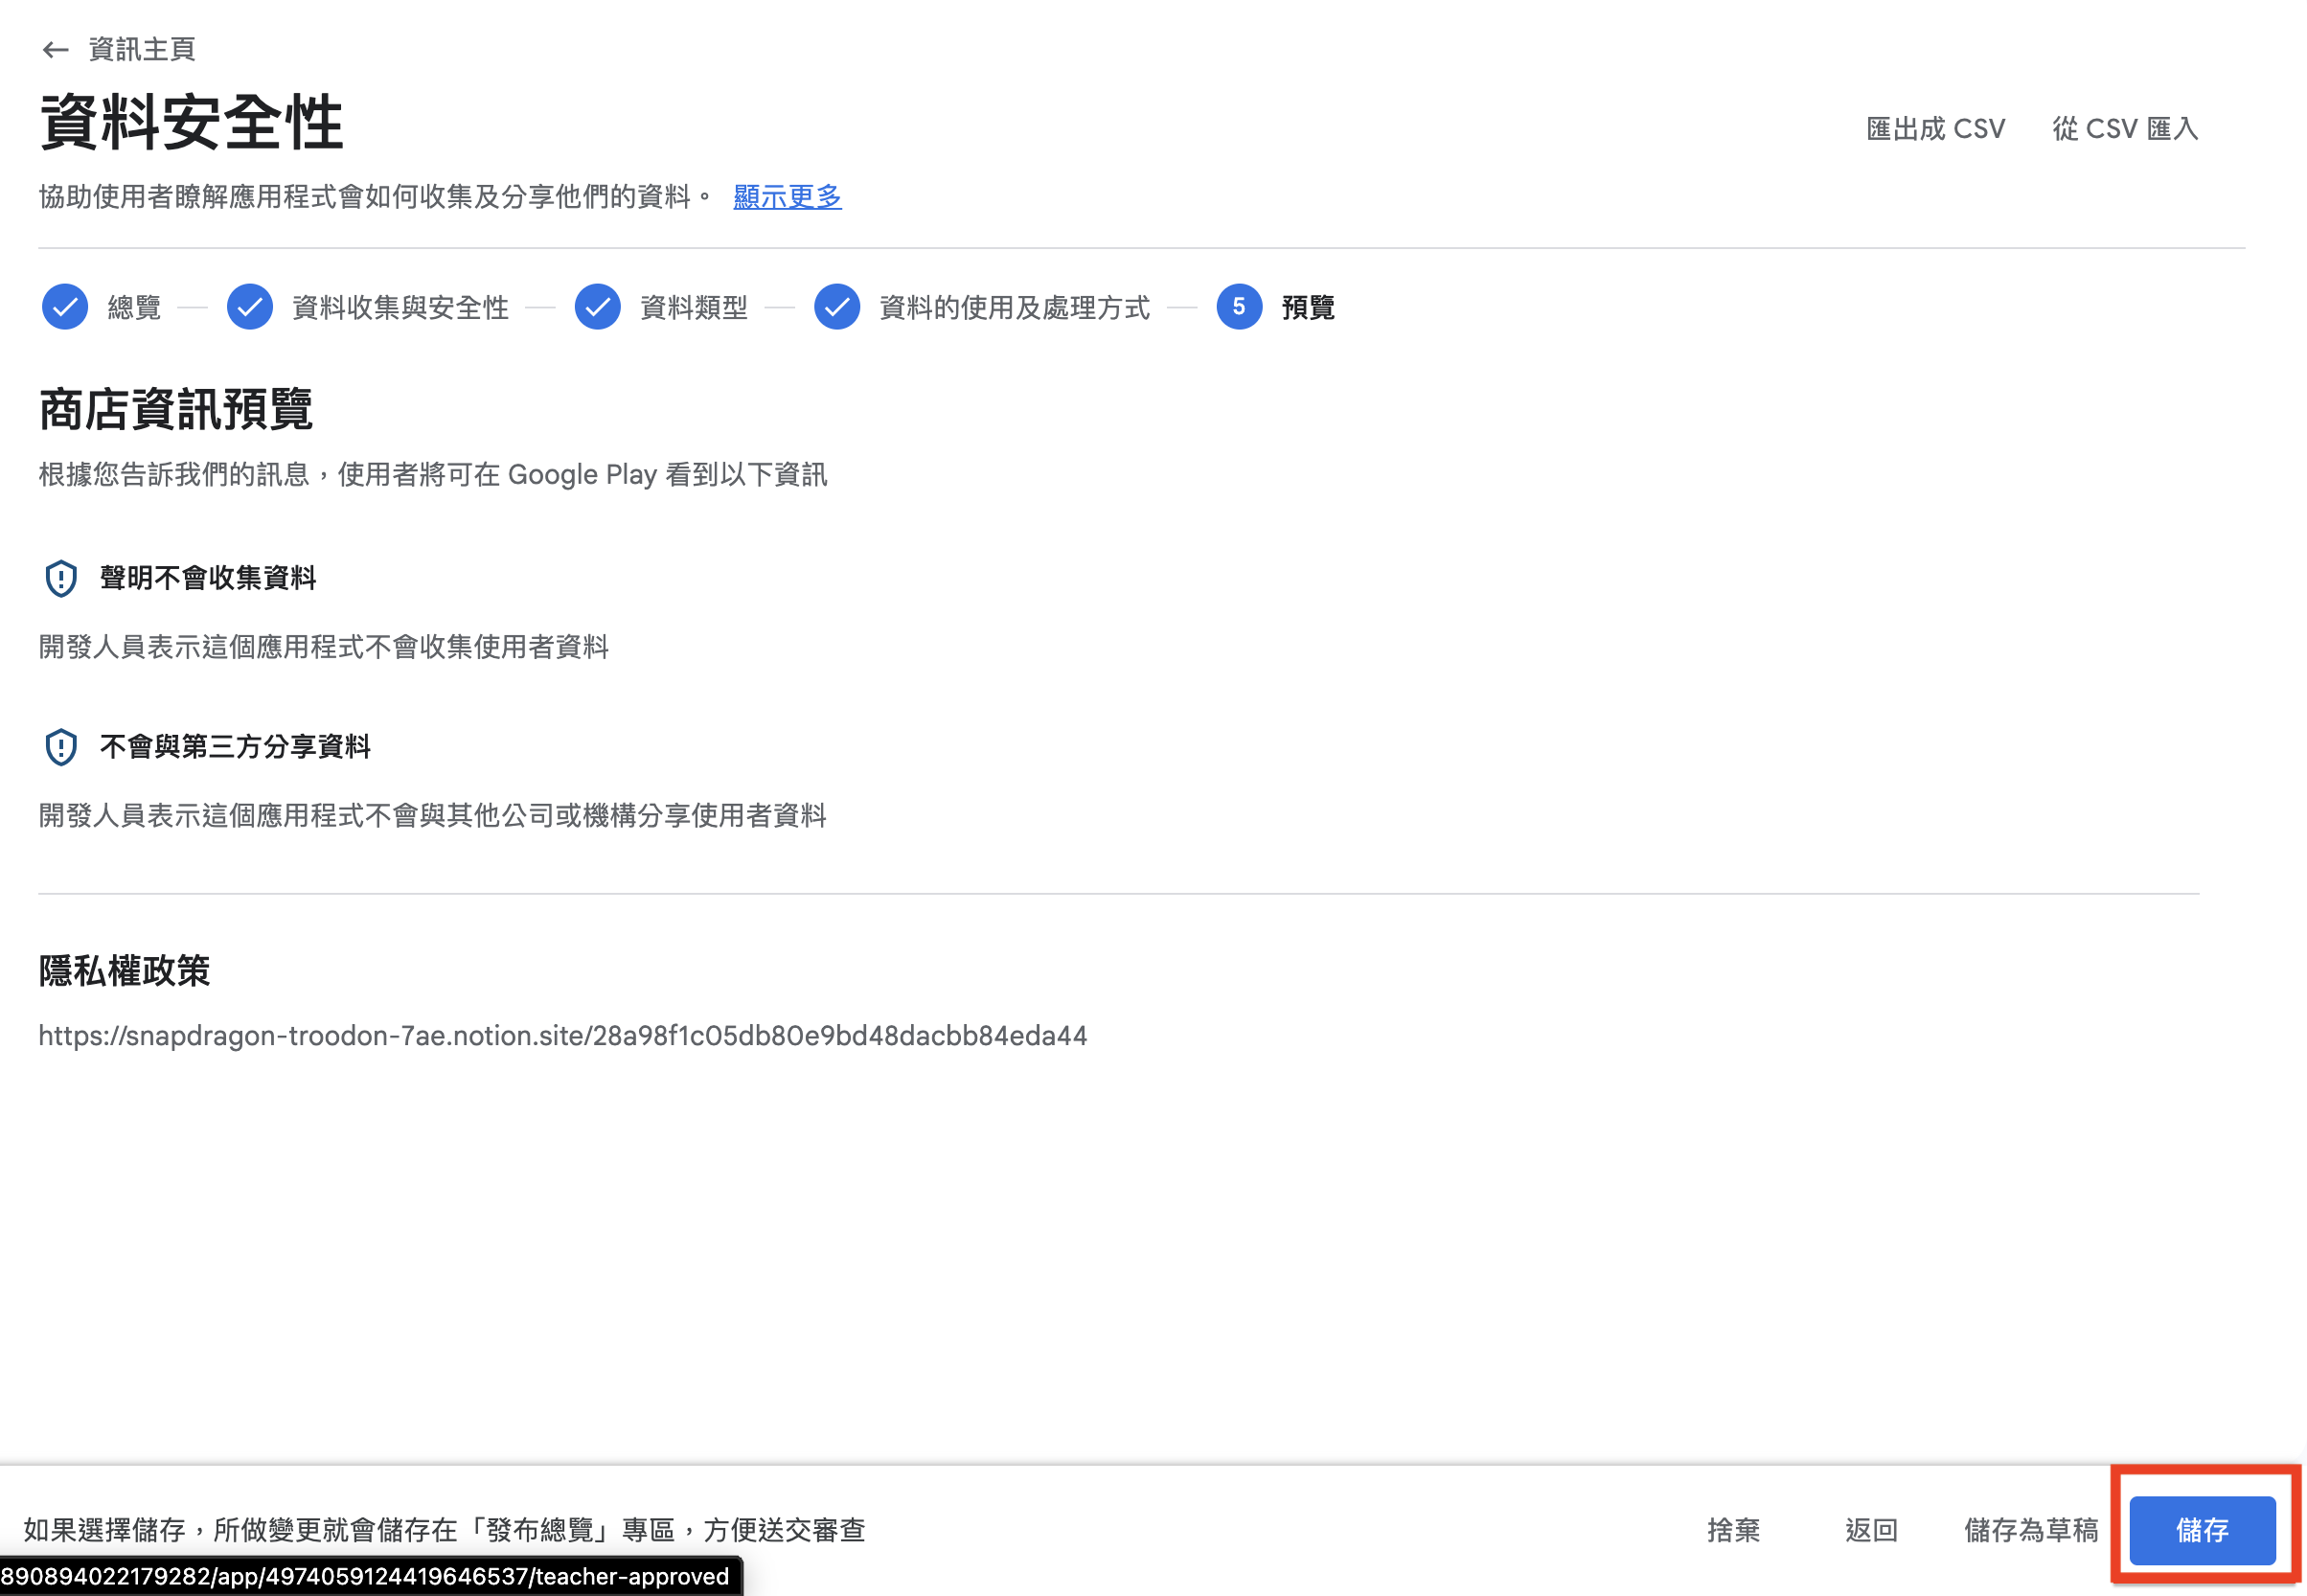 資訊主頁
資料安全性
匯出成 CSV
從 CSV 匯入
協助使用者瞭解應用程式會如何收集及分享他們的資料。 顯示更多
總覽
資料收集與安全性
資料類型
資料的使用及處理方式
5 預覽
商店資訊預覽
根據您告訴我們的訊息，使用者將可在 Google Play 看到以下資訊
聲明不會收集資料
開發人員表示這個應用程式不會收集使用者資料
不會與第三方分享資料
開發人員表示這個應用程式不會與其他公司或機構分享使用者資料
隱私權政策
https://snapdragon-troodon-7ae.notion.site/28a98f1c05db80e9bd48dacbb84eda44
如果選擇儲存，所做變更就會儲存在「發布總覽」專區，方便送交審查
捨棄
返回
儲存為草稿
儲存
890894022179282/app/4974059124419646537/teacher-approved